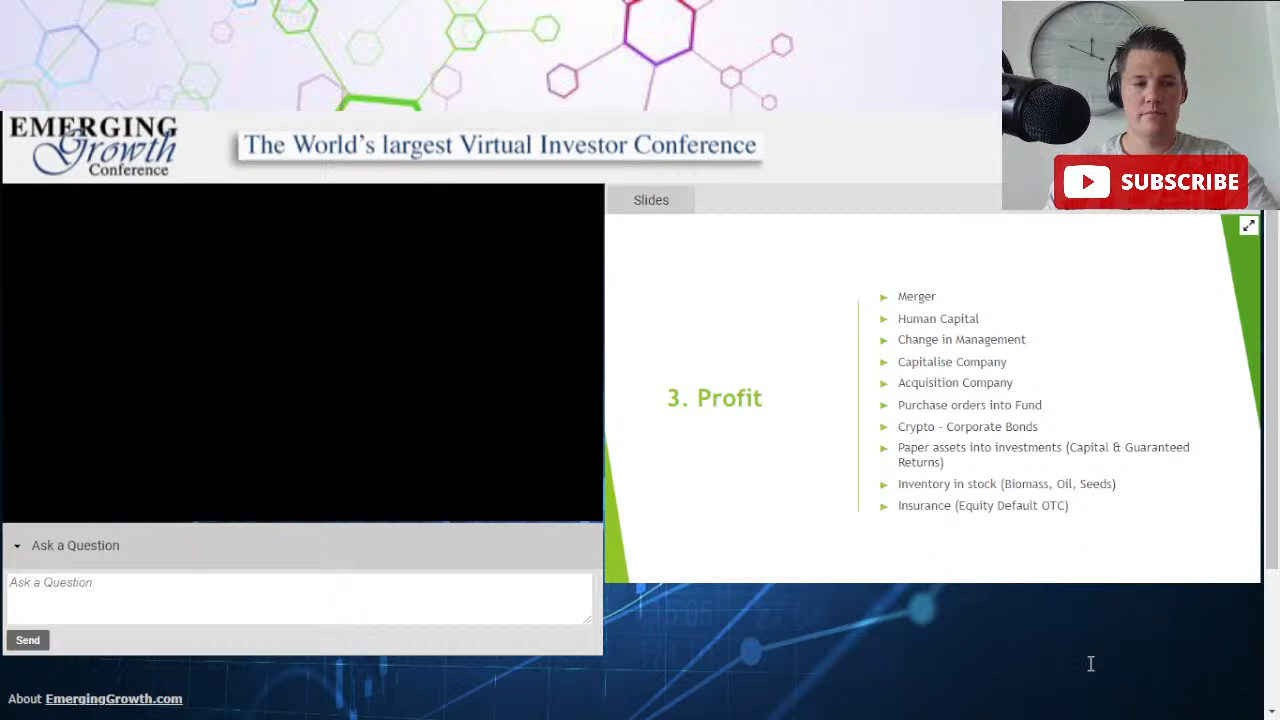 EMERGING
Growth
Conference
The World's largest Virtual Investor Conference
SUBSCRIBE
Slides
3. Profit
Merger
Human Capital
Change in Management
Capitalise Company
Acquisition Company
Purchase orders into Fund
Crypto - Corporate Bonds
Paper assets into investments (Capital & Guaranteed
Returns)
Inventory in stock (Biomass, Oil, Seeds)
Insurance (Equity Default OTC)
Ask a Question
Ask a Question
Send
About EmergingGrowth.com